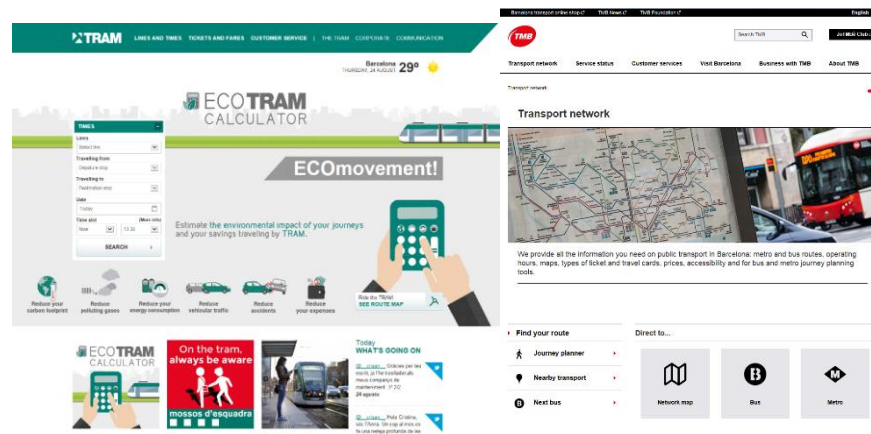 TRAM
LINES AND TIMES TICKETS AND FARES CUSTOMER SERVICE | THE TRAM CORPORATE COMMUNICATION
Barcelona
THURSDAY, 24 AUGUST 29º
ECOTRAM
CALCULATOR
TIMES
Lines
Select line
Travelling from
Departure stop
Travelling to
Destination stop
Date
Today
Time slot (More info)
Now 13:30
SEARCH
ECOmovement!
Estimate the environmental impact of your journeys
and your savings traveling by TRAM.
Reduce your
carbon footprint
Reduce
polluting gases
Reduce your
energy consumption
Reduce
vehicular traffic
Reduce
accidents
Reduce
your expenses
Ride the TRAM
SEE ROUTE MAP
ECOTRAM
CALCULATOR
On the tram,
always be aware
mossos d'esquadra
Today
WHAT'S GOING ON
Gràcies per teu
24 agosto
Hola Cristina,
Barcelona transport online shop TMB News TMB Foundation English
TMB
Search TMB
Transport network Service status Customer services Visit Barcelona Business with TMB About TMB
Transport network
Transport network
We provide all the information you need on public transport in Barcelona: metro and bus routes, operating
hours, maps, types of ticket and travel cards, prices, accessibility and for bus and metro journey planning
tools.
Find your route
Journey planner
Nearby transport
Next bus
Direct to...
Network map
B
Bus
M
Metro